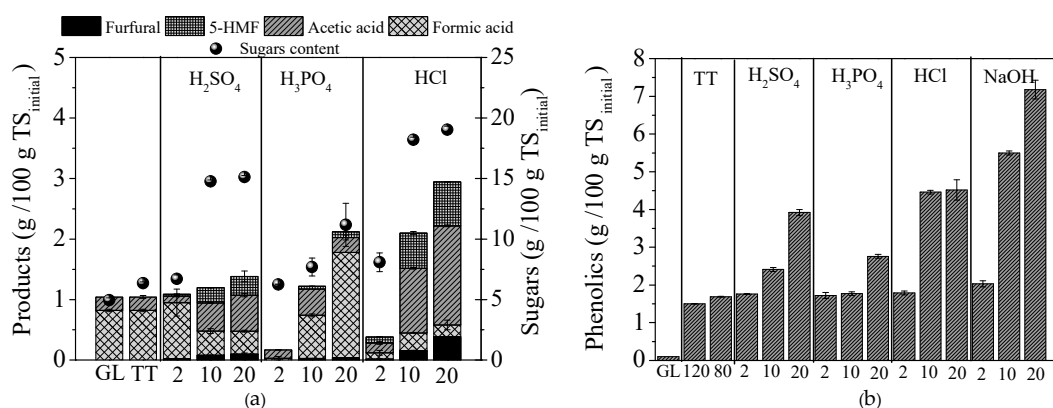 Furfural 5-HMF Acetic acid Formic acid
Sugars content
H₂SO₄ H₃PO₄ HCl
Products (g /100 g TS_initial)
5
4
3
2
1
0
25
20
15
10
5
0
Sugars (g /100 g TS_initial)
GL TT 2 10 20 2 10 20 2 10 20
(a)
TT H₂SO₄ H₃PO₄ HCl NaOH
Phenolics (g /100 g TS_initial)
8
7
6
5
4
3
2
1
0
GL 120 80 2 10 20 2 10 20 2 10 20 2 10 20
(b)